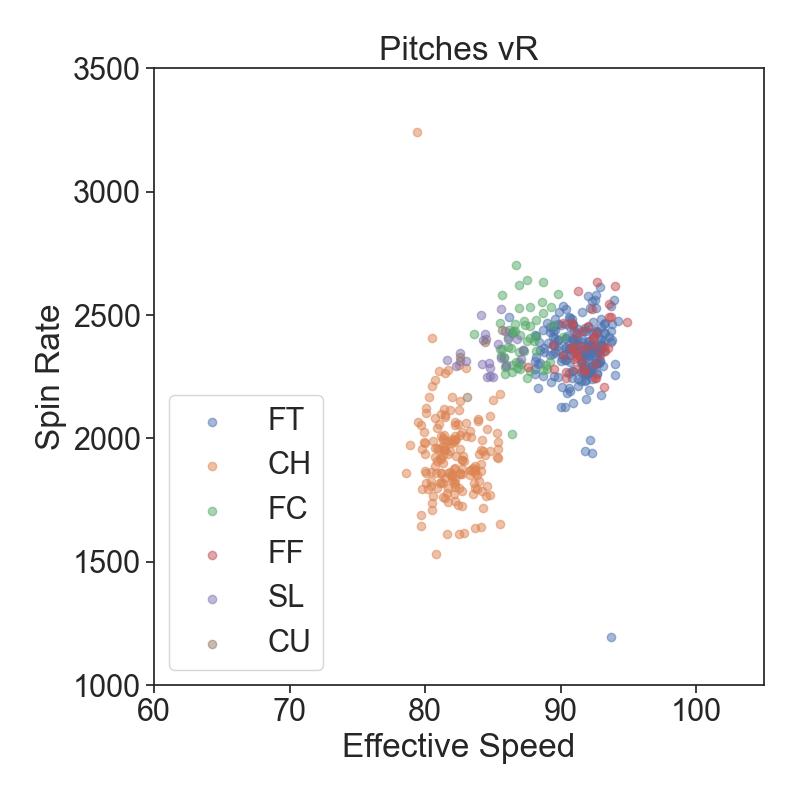 Pitches vR
3500
3000
2500
2000
1500
1000
Spin Rate
FT
CH
FC
FF
SL
CU
60 70 80 90 100
Effective Speed